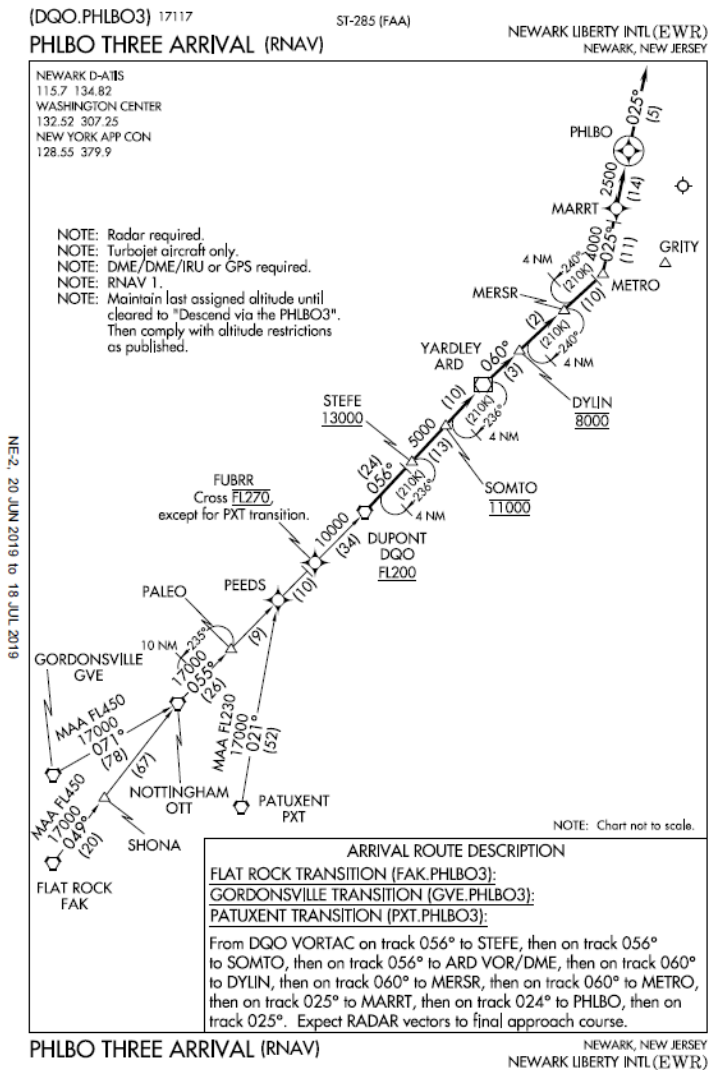 (DQO.PHLBO3) 17117
ST-285 (FAA)
NEWARK LIBERTY INTL(EWR)
PHLBO THREE ARRIVAL (RNAV)
NEWARK, NEW JERSEY
NEWARK D-ATIS
115.7 134.82
WASHINGTON CENTER
132.52 307.25
NEW YORK APP CON
128.55 379.9
NOTE: Radar required.
NOTE: Turbojet aircraft only.
NOTE: DME/DME/IRU or GPS required.
NOTE: RNAV 1.
NOTE: Maintain last assigned altitude until
cleared to "Descend via the PHLBO3".
Then comply with altitude restrictions
as published.
025°
(5)
PHLBO
2500
(14)
MARRT
4000
025°
(11)
GRITY
4 NM
240°
(210K)
METRO
MERSR
(10)
(2)
(210K)
240°
4 NM
YARDLEY
ARD
060°
(3)
DYLIN
8000
(10)
(210K)
236°
4 NM
STEFE
13000
5000
(13)
SOMTO
11000
(24)
056°
(210K)
236°
4 NM
FUBRR
Cross FL270,
except for PXT transition.
10000
(34)
DUPONT
DQO
FL200
PEEDS
(10)
PALEO
(9)
10 NM
235°
17000
055°
(26)
GORDONSVILLE
GVE
MAA FL450
17000
071°
(78)
MAA FL230
17000
021°
(52)
(67)
NOTTINGHAM
OTT
PATUXENT
PXT
MAA FL450
17000
049°
(20)
SHONA
FLAT ROCK
FAK
NOTE: Chart not to scale.
NE-2, 20 JUN 2019 to 18 JUL 2019
ARRIVAL ROUTE DESCRIPTION
FLAT ROCK TRANSITION (FAK.PHLBO3):
GORDONSVILLE TRANSITION (GVE.PHLBO3):
PATUXENT TRANSITION (PXT.PHLBO3):
From DQO VORTAC on track 056° to STEFE, then on track 056°
to SOMTO, then on track 056° to ARD VOR/DME, then on track 060°
to DYLIN, then on track 060° to MERSR, then on track 060° to METRO,
then on track 025° to MARRT, then on track 024° to PHLBO, then on
track 025°. Expect RADAR vectors to final approach course.
PHLBO THREE ARRIVAL (RNAV)
NEWARK, NEW JERSEY
NEWARK LIBERTY INTL(EWR)